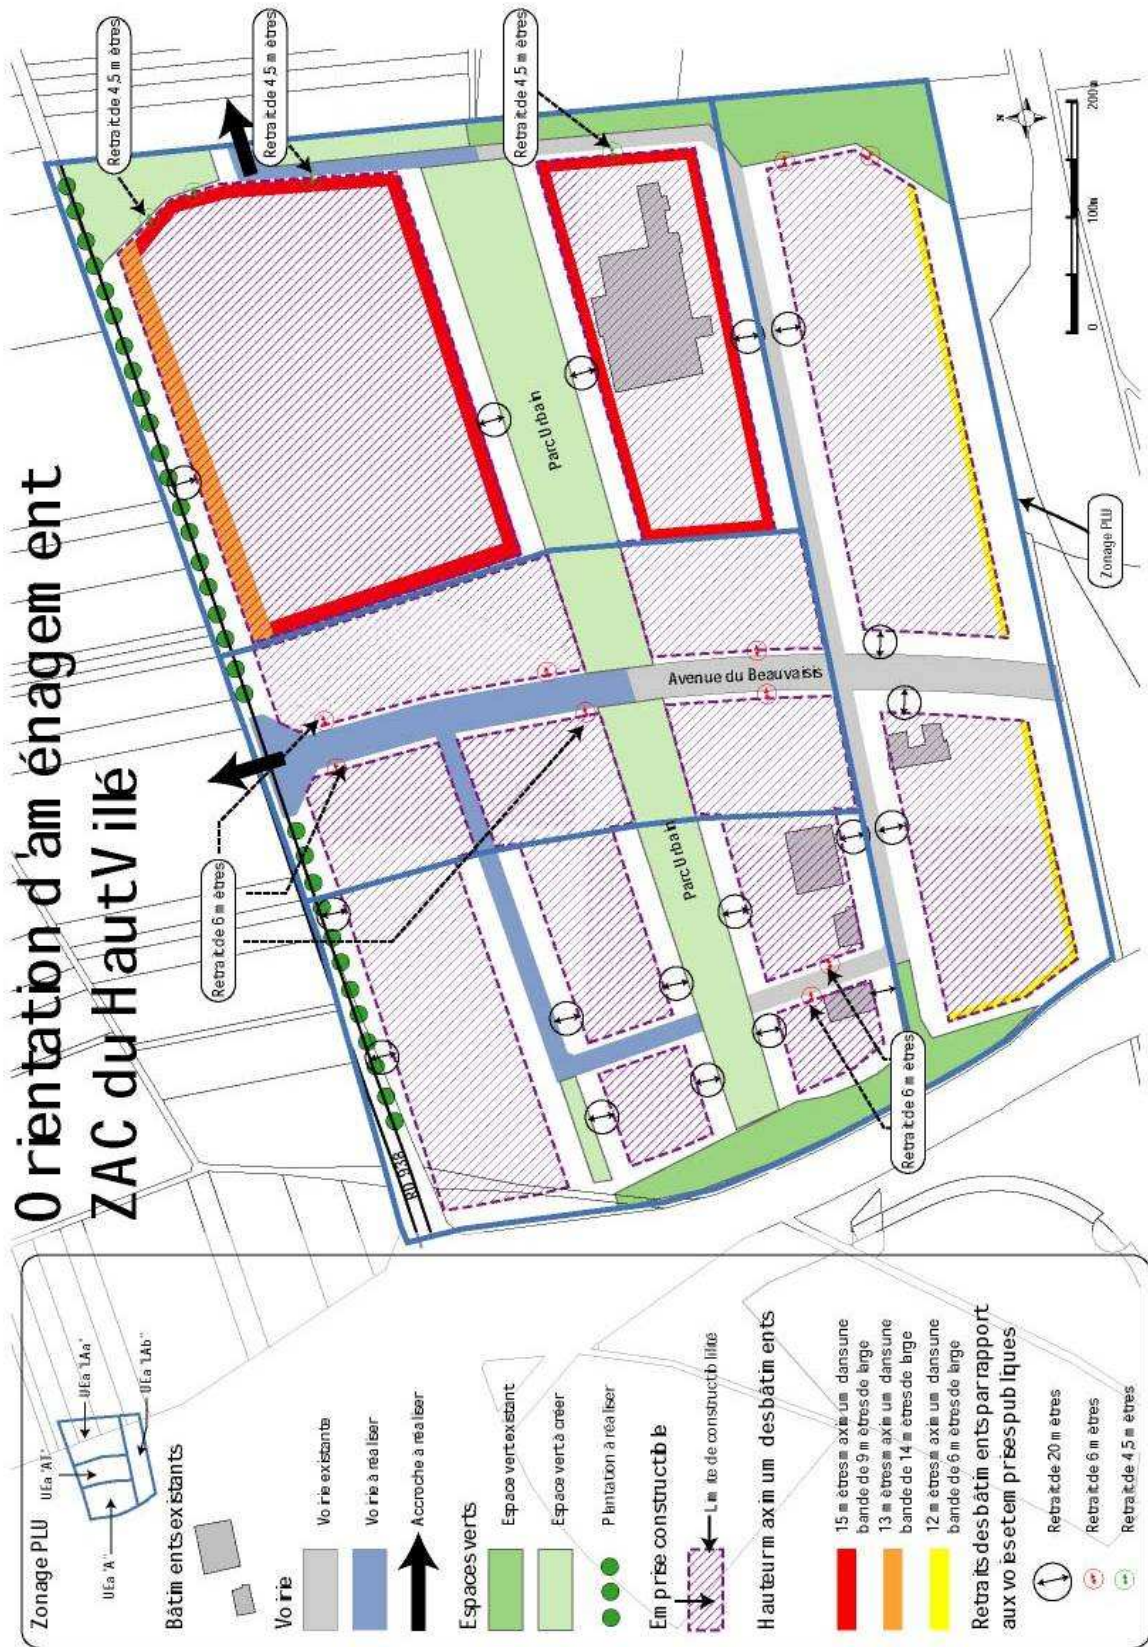 Orientation d'aménagement
ZAC du Haut Villé
Zonage PLU
UEa "A1"
UEa "LAa"
UEa "A"
UEa "LAb"
Bâtiments existants
Voirie
Voirie existante
Voirie à réaliser
Accroche à réaliser
Espaces verts
Espace vert existant
Espace vert à créer
Plantation à réaliser
Emprise constructible
Limite de constructibilité
Hauteur maximum des bâtiments
15 mètres maximum dans une
bande de 9 mètres de large
13 mètres maximum dans une
bande de 14 mètres de large
12 mètres maximum dans une
bande de 6 mètres de large
Retraits des bâtiments par rapport
aux voies et emprises publiques
Retrait de 20 mètres
Retrait de 6 mètres
Retrait de 4,5 mètres
Retrait de 4,5 mètres
Retrait de 4,5 mètres
Retrait de 4,5 mètres
Retrait de 6 mètres
Retrait de 6 mètres
RD 938
Parc Urbain
Parc Urbain
Avenue du Beauvaisis
Zonage PLU
N
0
100m
200m